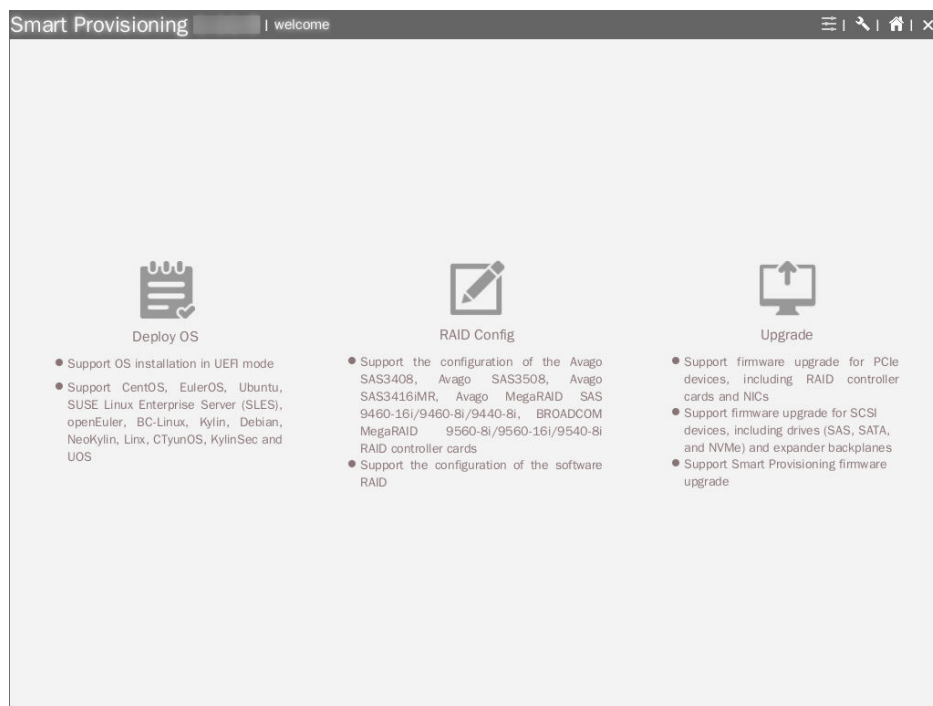 Smart Provisioning | welcome
Deploy OS
● Support OS installation in UEFI mode
● Support CentOS, EulerOS, Ubuntu,
SUSE Linux Enterprise Server (SLES),
openEuler, BC-Linux, Kylin, Debian,
NeoKylin, Linx, CTyunOS, KylinSec and
UOS
RAID Config
● Support the configuration of the Avago
SAS3408, Avago SAS3508, Avago
SAS3416iMR, Avago MegaRAID SAS
9460-16i/9460-8i/9440-8i, BROADCOM
MegaRAID 9560-8i/9560-16i/9540-8i
RAID controller cards
● Support the configuration of the software
RAID
Upgrade
● Support firmware upgrade for PCIe
devices, including RAID controller
cards and NICs
● Support firmware upgrade for SCSI
devices, including drives (SAS, SATA,
and NVMe) and expander backplanes
● Support Smart Provisioning firmware
upgrade